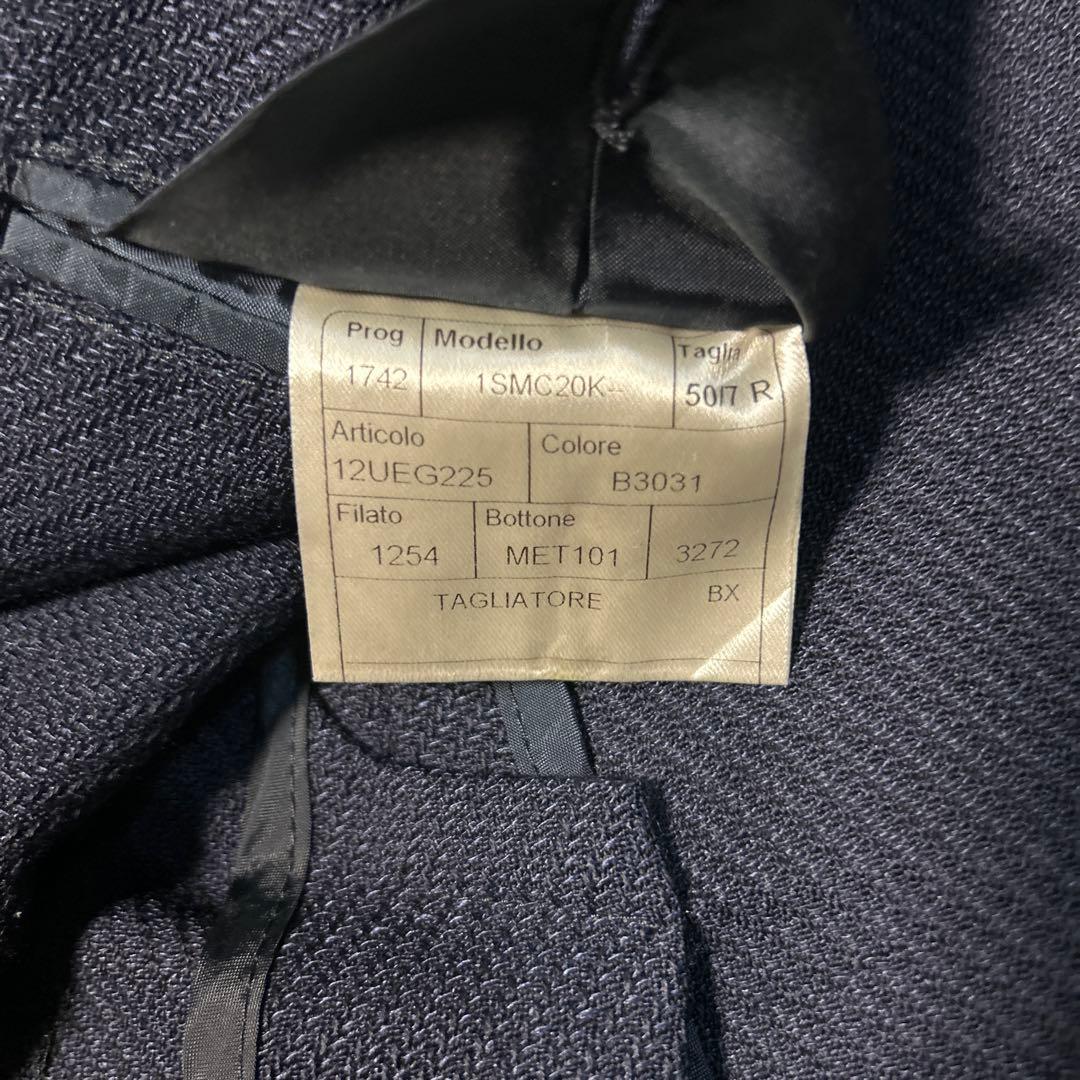 Prog Modello Taglia
1742 1SMC20K- 50/7 R
Articolo Colore
12UEG225 B3031
Filato Bottone
1254 MET101 3272
TAGLIATORE BX